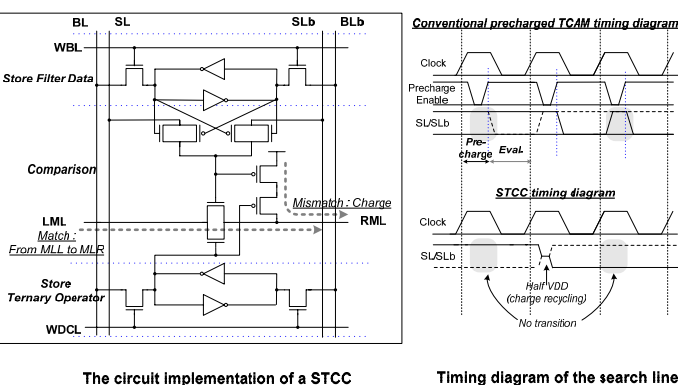 BL SL SLb BLb
WBL
Store Filter Data
Comparison
Mismatch : Charge
LML RML
Match :
From MLL to MLR
Store
Ternary Operator
WDCL
The circuit implementation of a STCC
Conventional precharged TCAM timing diagram
Clock
Precharge
Enable
SL/SLb
Pre-
charge
Eval.
STCC timing diagram
Clock
SL/SLb
Half VDD
(charge recycling)
No transition
Timing diagram of the search line